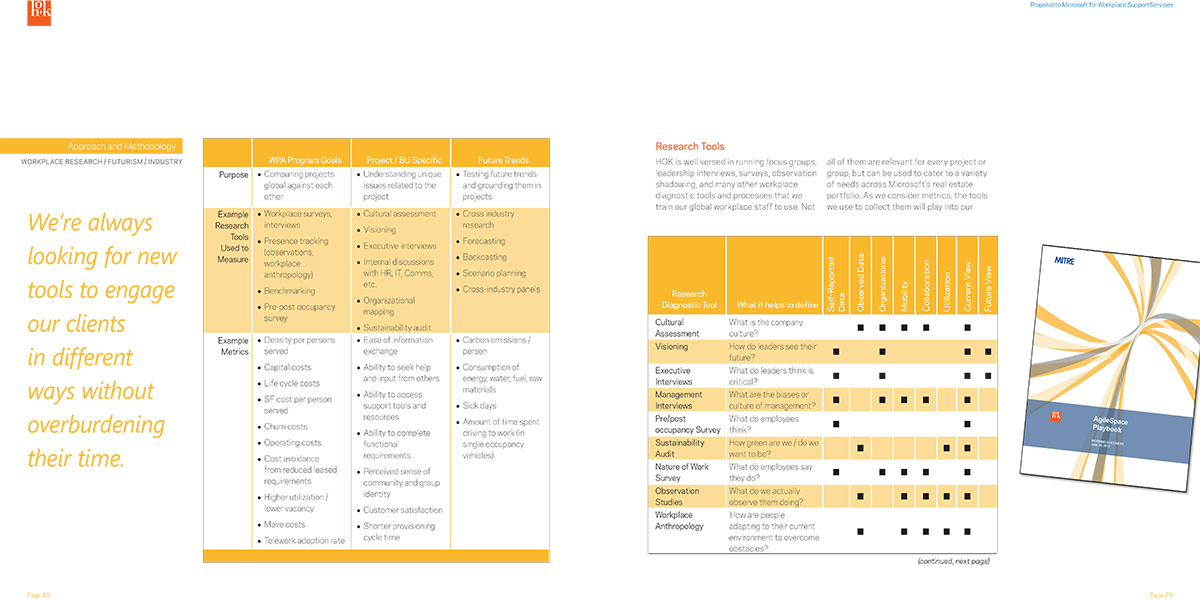 hok
Proposal to Microsoft for Workplace SupportServices
Approach and Methodology
WORKPLACE RESEARCH / FUTURISM / INDUSTRY
We're always
looking for new
tools to engage
our clients
in different
ways without
overburdening
their time.
WPA Program Goals
Project / BU Specific
Future Trends
Purpose
• Comparing projects
global against each
other
• Understanding unique
issues related to the
project
• Testing future trends
and grounding them in
projects
Example
Research
Tools
Used to
Measure
• Workplace surveys,
interviews
• Presence tracking
(observations,
workplace
anthropology)
• Benchmarking
• Pre-post occupancy
survey
• Cultural assessment
• Visioning
• Executive interviews
• Internal discussions
with HR, IT, Comms,
etc.
• Organizational
mapping
• Sustainability audit
• Cross industry
research
• Forecasting
• Backcasting
• Scenario planning
• Cross-industry panels
Example
Metrics
• Density per persons
served
• Capital costs
• Life cycle costs
• SF cost per person
served
• Churn costs
• Operating costs
• Cost avoidance
from reduced leased
requirements
• Higher utilization /
lower vacancy
• Move costs
• Telework adoption rate
• Ease of information
exchange
• Ability to seek help
and input from others
• Ability to access
support tools and
resources
• Ability to complete
functional
requirements
• Perceived sense of
community and group
identity
• Customer satisfaction
• Shorter provisioning
cycle time
• Carbon emissions /
person
• Consumption of
energy, water, fuel, raw
materials
• Sick days
• Amount of time spent
driving to work (in
single occupancy
vehicles)
Page 19
Research Tools
HOK is well versed in running focus groups,
leadership interviews, surveys, observation
shadowing, and many other workplace
diagnostic tools and processes that we
train our global workplace staff to use. Not
all of them are relevant for every project or
group, but can be used to cater to a variety
of needs across Microsoft's real estate
portfolio. As we consider metrics, the tools
we use to collect them will play into our
Research
Diagnostic Tool
What it helps to define
Self-Reported
Data
Observed Data
Organizationa
Mobility
Collaboration
Utilization
Current View
Future View
Cultural
Assessment
What is the company
culture?
Visioning
How do leaders see their
future?
Executive
Interviews
What do leaders think is
critical?
Management
Interviews
What are the biases or
culture of management?
Pre/post
occupancy Survey
What do employees
think?
Sustainability
Audit
How green are we / do we
want to be?
Nature of Work
Survey
What do employees say
they do?
Observation
Studies
What do we actually
observe them doing?
Workplace
Anthropology
How are people
adapting to their current
environment to overcome
obstacles?
(continued, next page)
MITRE
hok
AgileSpace
Playbook
Page 20